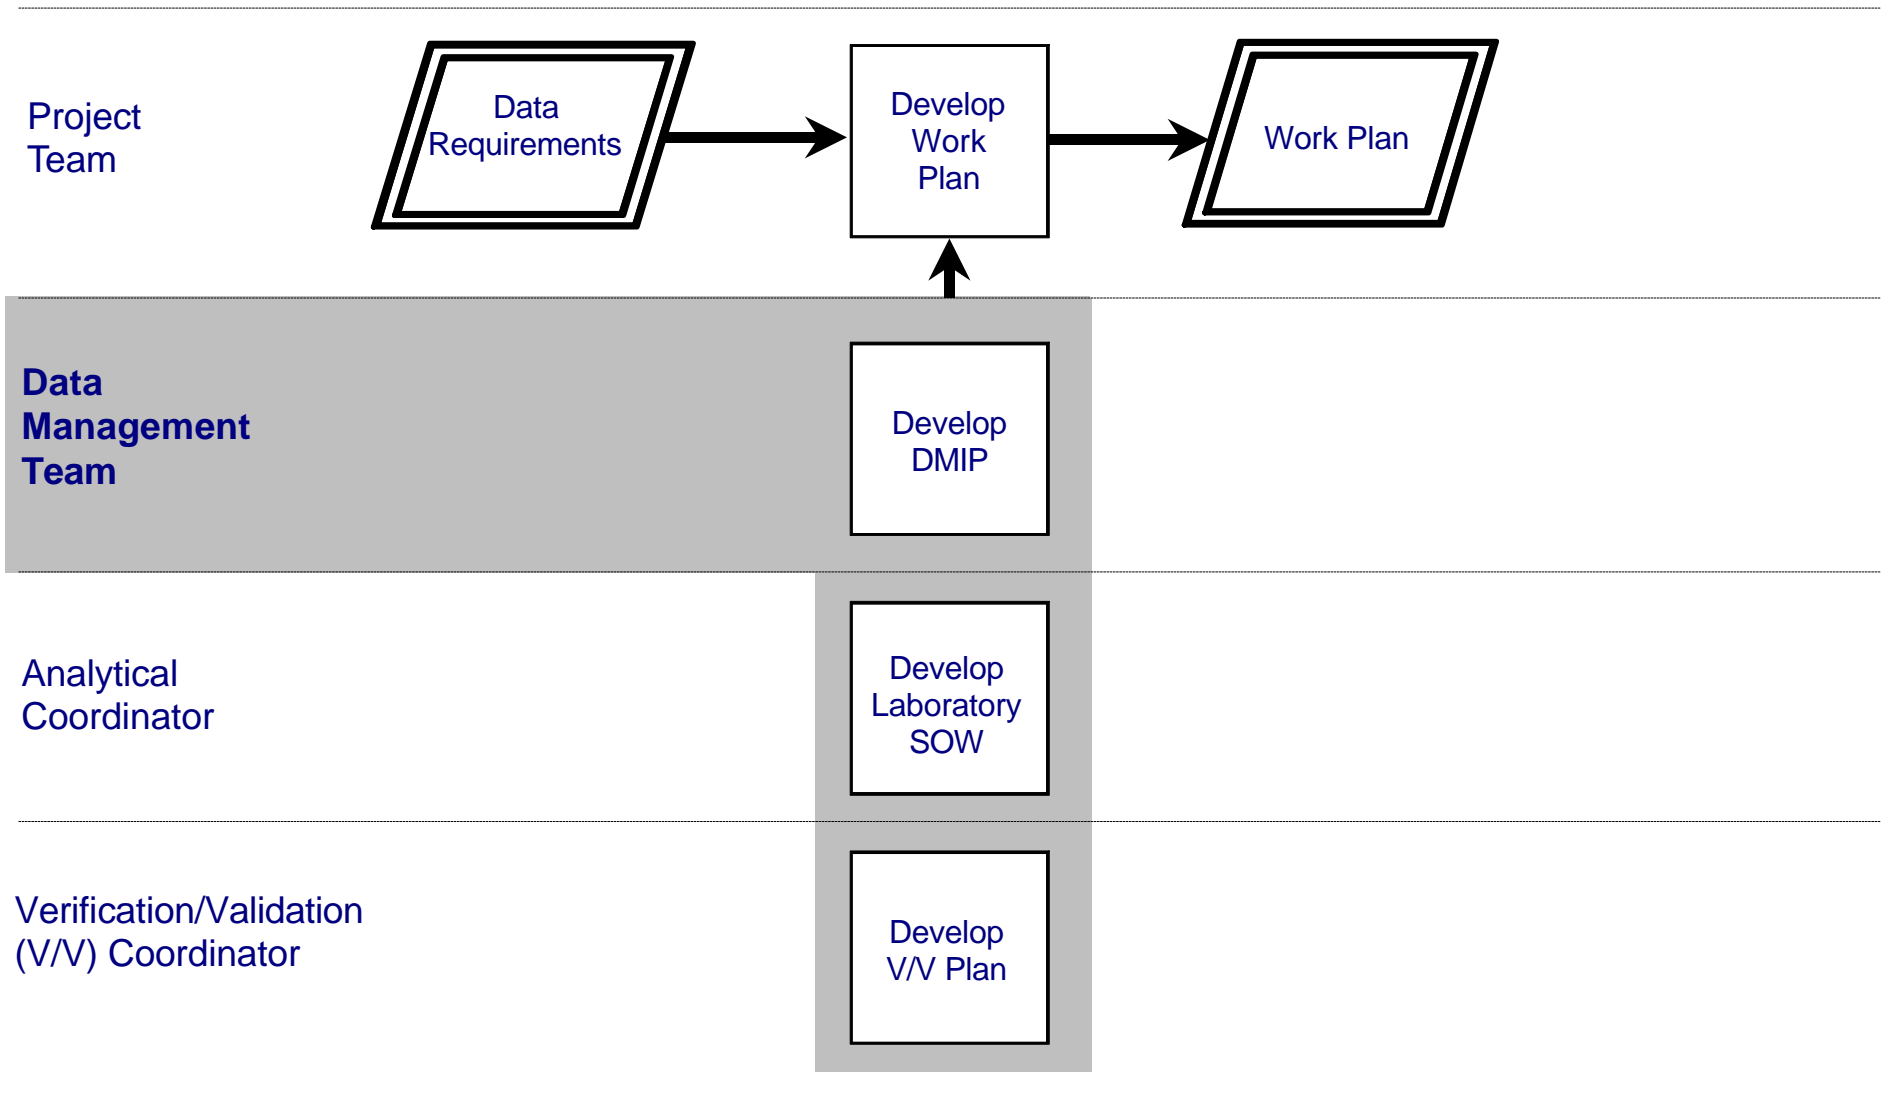 Project
Team
Data
Requirements
Develop
Work
Plan
Work Plan
Data
Management
Team
Develop
DMIP
Analytical
Coordinator
Develop
Laboratory
SOW
Verification/Validation
(V/V) Coordinator
Develop
V/V Plan